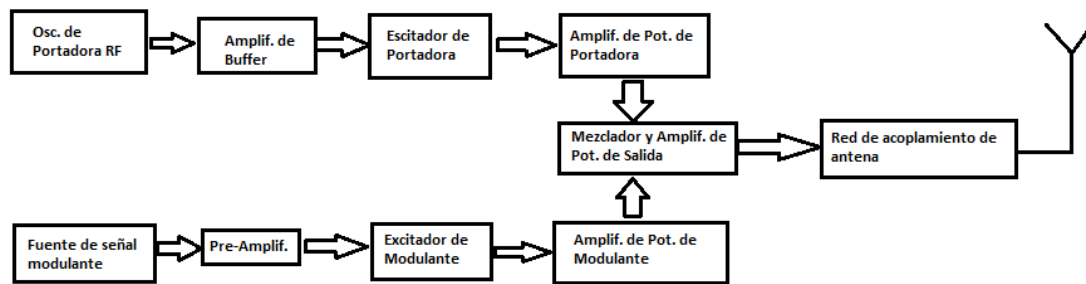 Osc. de
Portadora RF
Amplif. de
Buffer
Escitador de
Portadora
Amplif. de Pot. de
Portadora
Mezclador y Amplif. de
Pot. de Salida
Red de acoplamiento de
antena
Fuente de señal
modulante
Pre-Amplif.
Excitador de
Modulante
Amplif. de Pot. de
Modulante